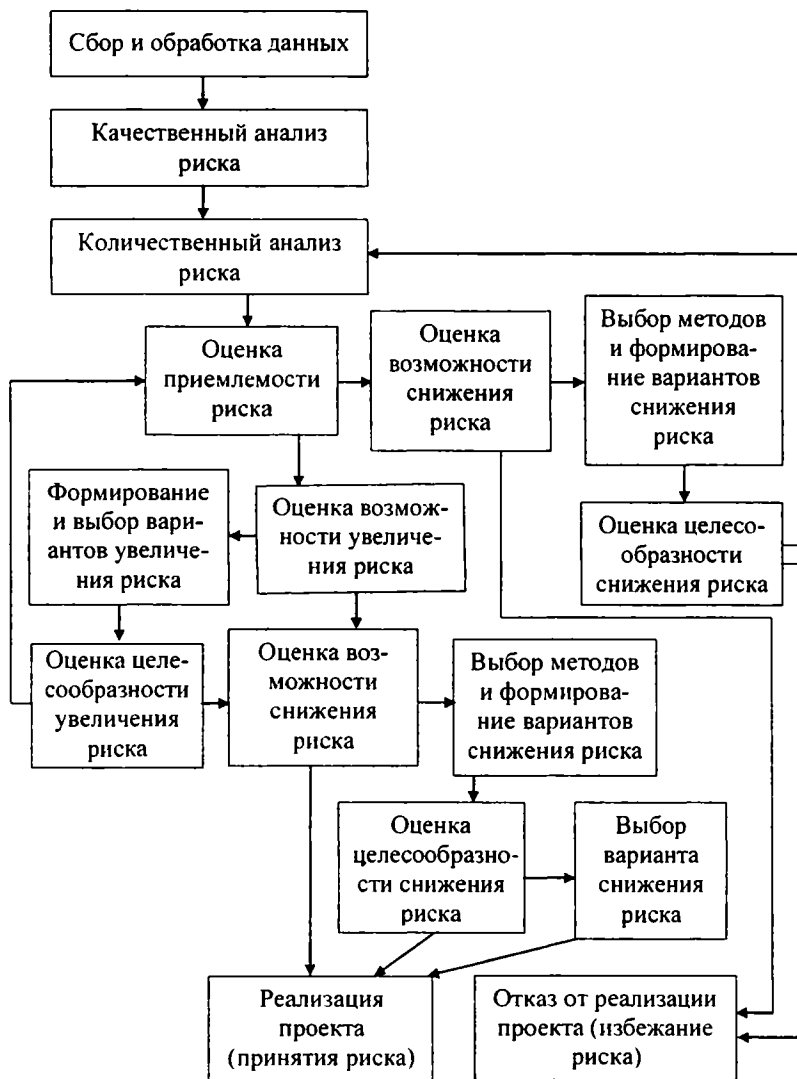 Сбор и обработка данных
Качественный анализ
риска
Количественный анализ
риска
Оценка
приемлемости
риска
Оценка
возможности
снижения
риска
Выбор методов
и формирова-
ние вариантов
снижения
риска
Формирование
и выбор вари-
антов увеличе-
ния риска
Оценка возмож-
ности увеличе-
ния риска
Оценка целесо-
образности
снижения риска
Оценка целе-
сообразности
увеличения
риска
Оценка воз-
можности
снижения
риска
Выбор методов
и формирова-
ние вариантов
снижения риска
Оценка
целесообразно-
сти снижения
риска
Выбор
варианта
снижения
риска
Реализация
проекта
(принятия риска)
Отказ от реализации
проекта (избежание
риска)